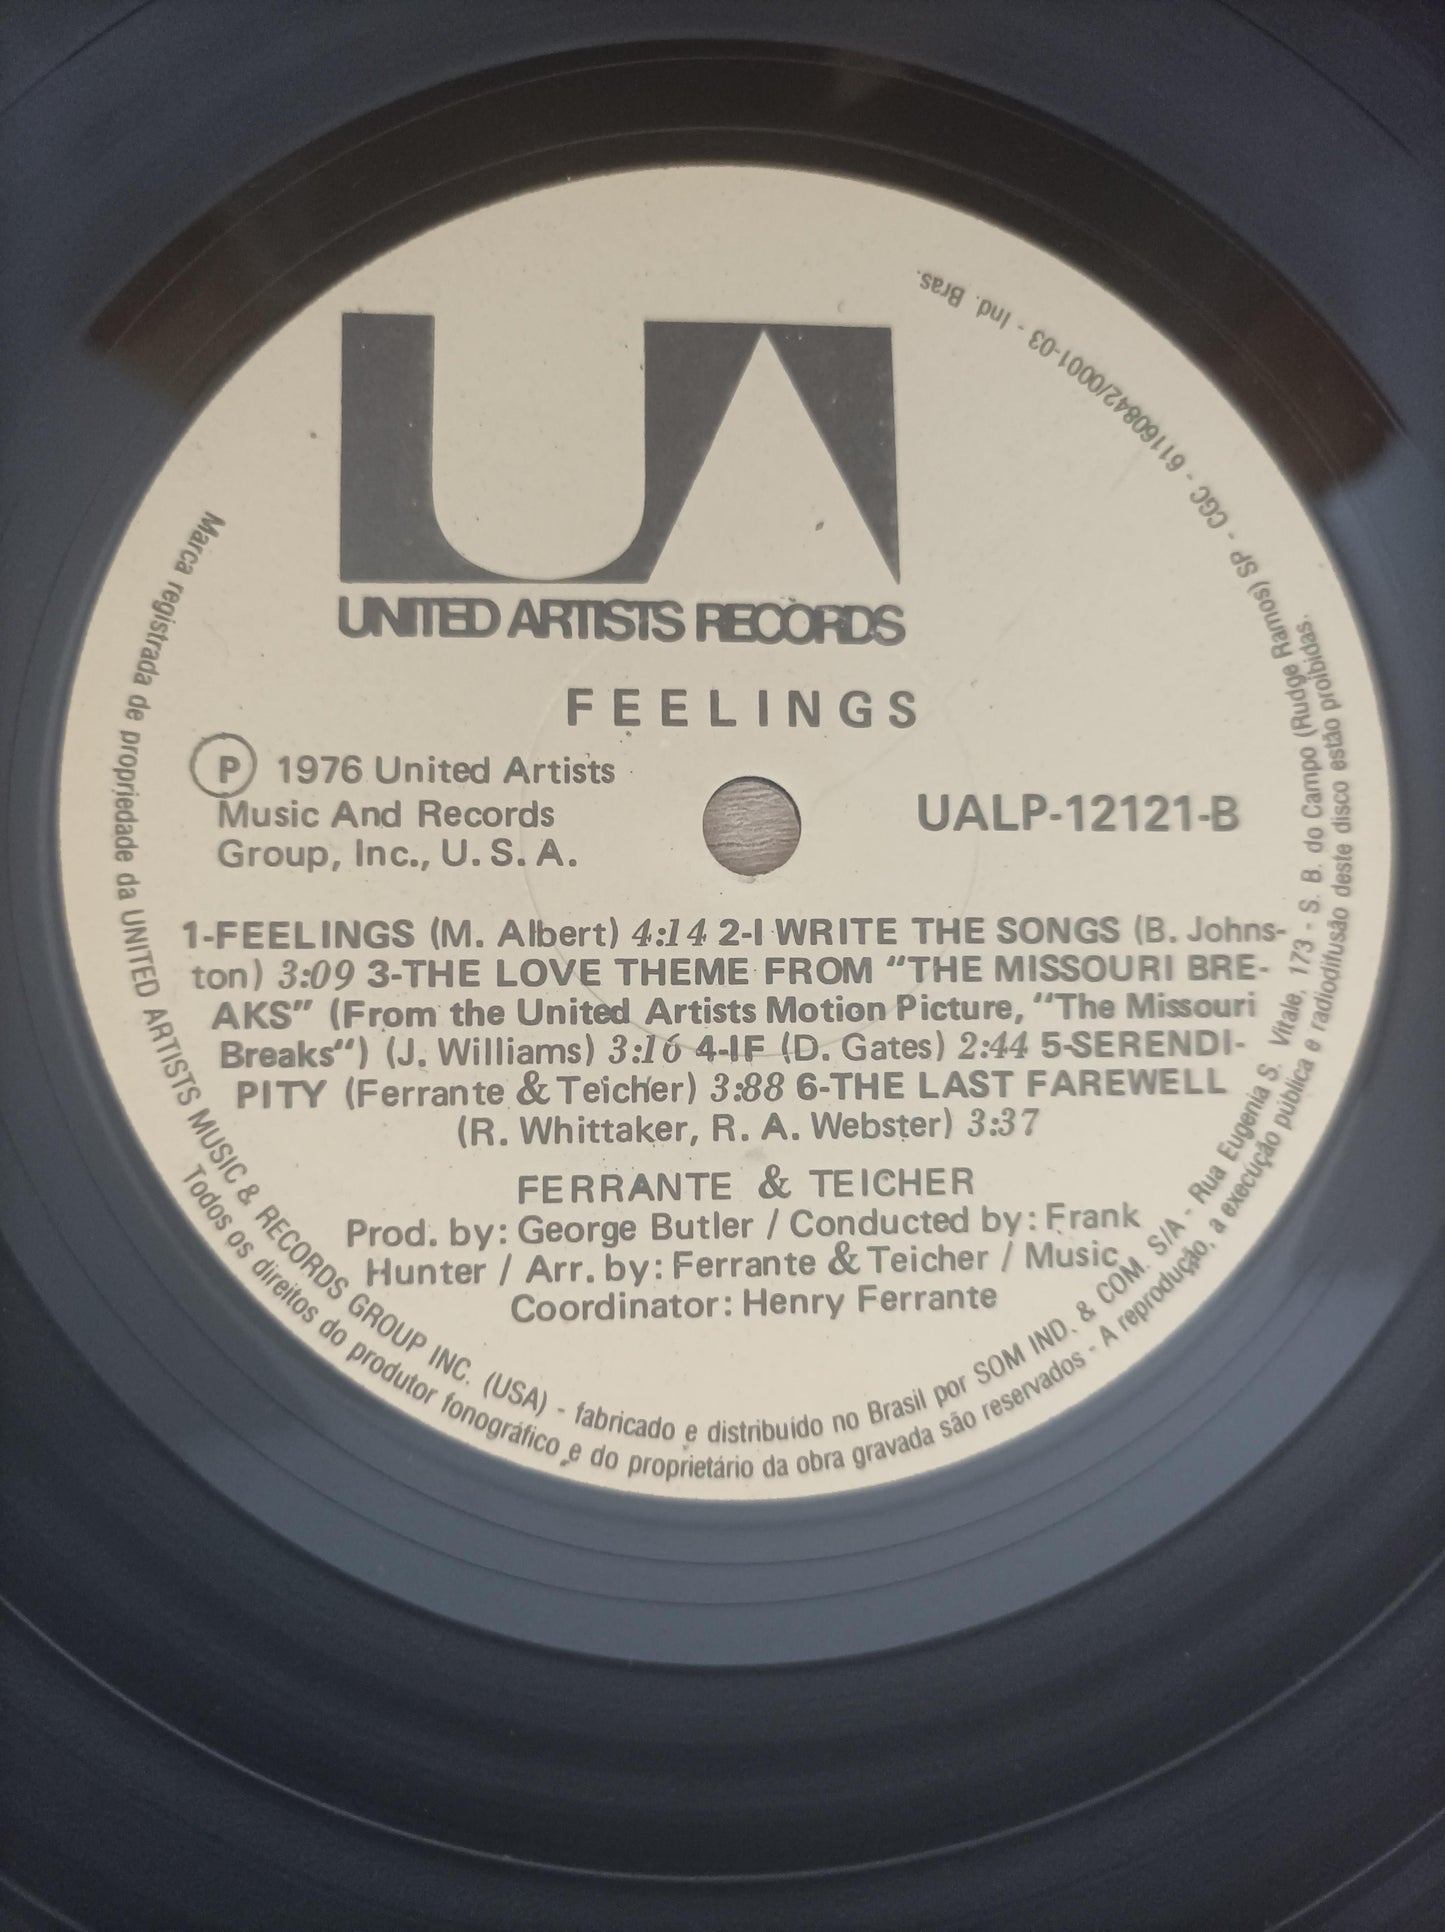 UA
UNITED ARTISTS RECORDS
FEELINGS
Ⓟ 1976 United Artists
Music And Records
Group, Inc., U.S.A.
UALP-12121-B
1-FEELINGS (M. Albert) 4:14 2-I WRITE THE SONGS (B. Johns-
ton) 3:09 3-THE LOVE THEME FROM “THE MISSOURI BRE-
AKS” (From the United Artists Motion Picture, “The Missouri
Breaks“) (J. Williams) 3:16 4-IF (D. Gates) 2:44 5-SERENDI-
PITY (Ferrante & Teicher) 3:88 6-THE LAST FAREWELL
(R. Whittaker, R. A. Webster) 3:37
FERRANTE & TEICHER
Prod. by: George Butler / Conducted by: Frank
Hunter / Arr. by: Ferrante & Teicher / Music
Coordinator: Henry Ferrante
Marca registrada de propriedade da UNITED ARTISTS MUSIC & RECORDS GROUP INC. (USA) - fabricado e distribuído no Brasil por SOM IND. & COM. S/A - Rua Eugenia S. Vitale, 173 - S. B. do Campo (Rudge Ramos) SP - CGC - 61160842/0001-03 - Ind. Bras.
Todos os direitos do produtor fonográfico e do proprietário da obra gravada são reservados - A reprodução, a execução pública e radiodifusão deste disco estão proibidas.